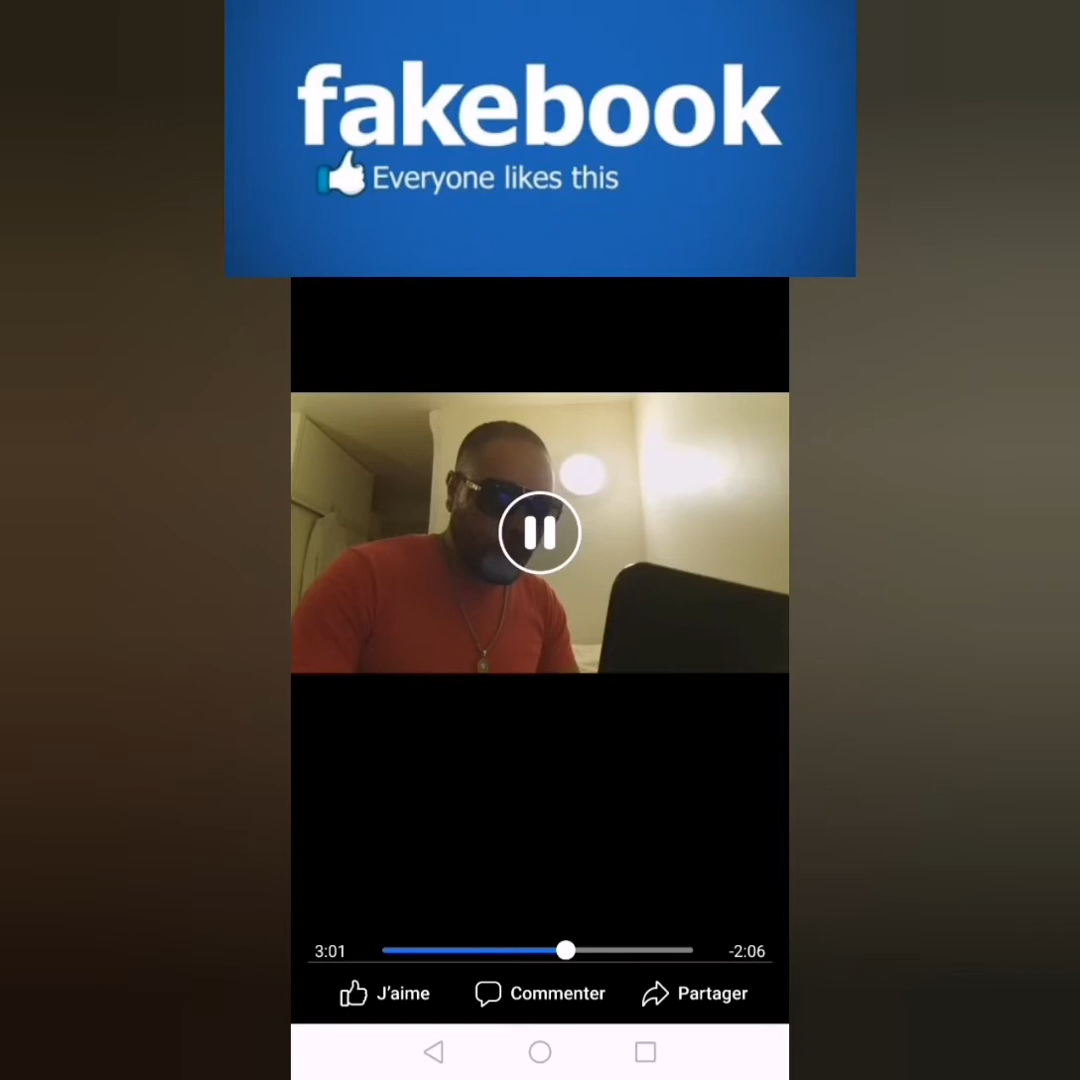 fakebook
Everyone likes this
3:01
-2:06
J'aime
Commenter
Partager